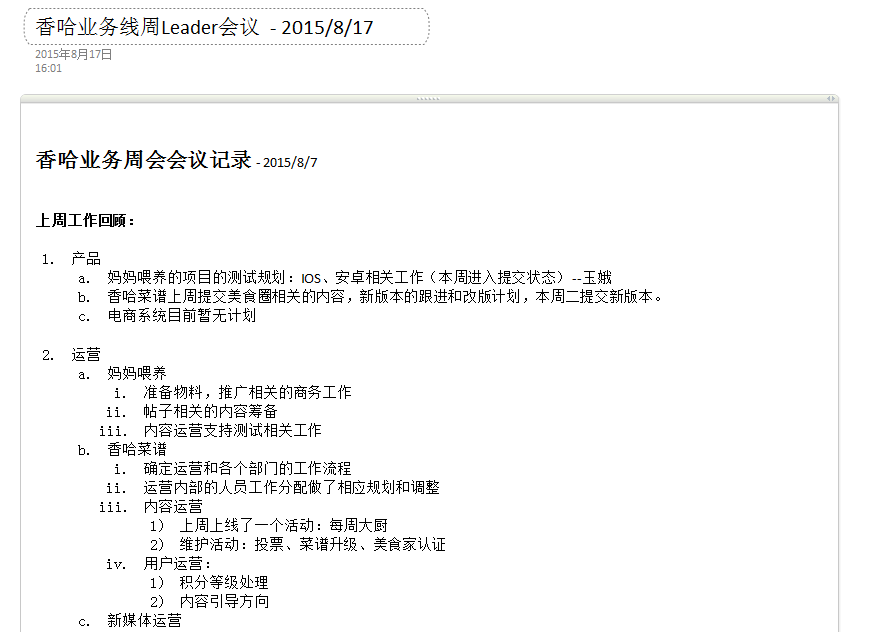 香哈业务线周Leader会议 - 2015/8/17
2015年8月17日
16:01
香哈业务周会会议记录 - 2015/8/7
上周工作回顾：
1. 产品
a. 妈妈喂养的项目的测试规划：IOS、安卓相关工作（本周进入提交状态）--王娥
b. 香哈菜谱上周提交美食圈相关的内容，新版本的跟进和改版计划，本周二提交新版本。
c. 电商系统目前暂无计划
2. 运营
a. 妈妈喂养
i. 准备物料，推广相关的商务工作
ii. 帖子相关的内容筹备
iii. 内容运营支持测试相关工作
b. 香哈菜谱
i. 确定运营和各个部门的工作流程
ii. 运营内部的人员工作分配做了相应规划和调整
iii. 内容运营
1) 上周上线了一个活动：每周大厨
2) 维护活动：投票、菜谱升级、美食家认证
iv. 用户运营：
1) 积分等级处理
2) 内容引导方向
c. 新媒体运营